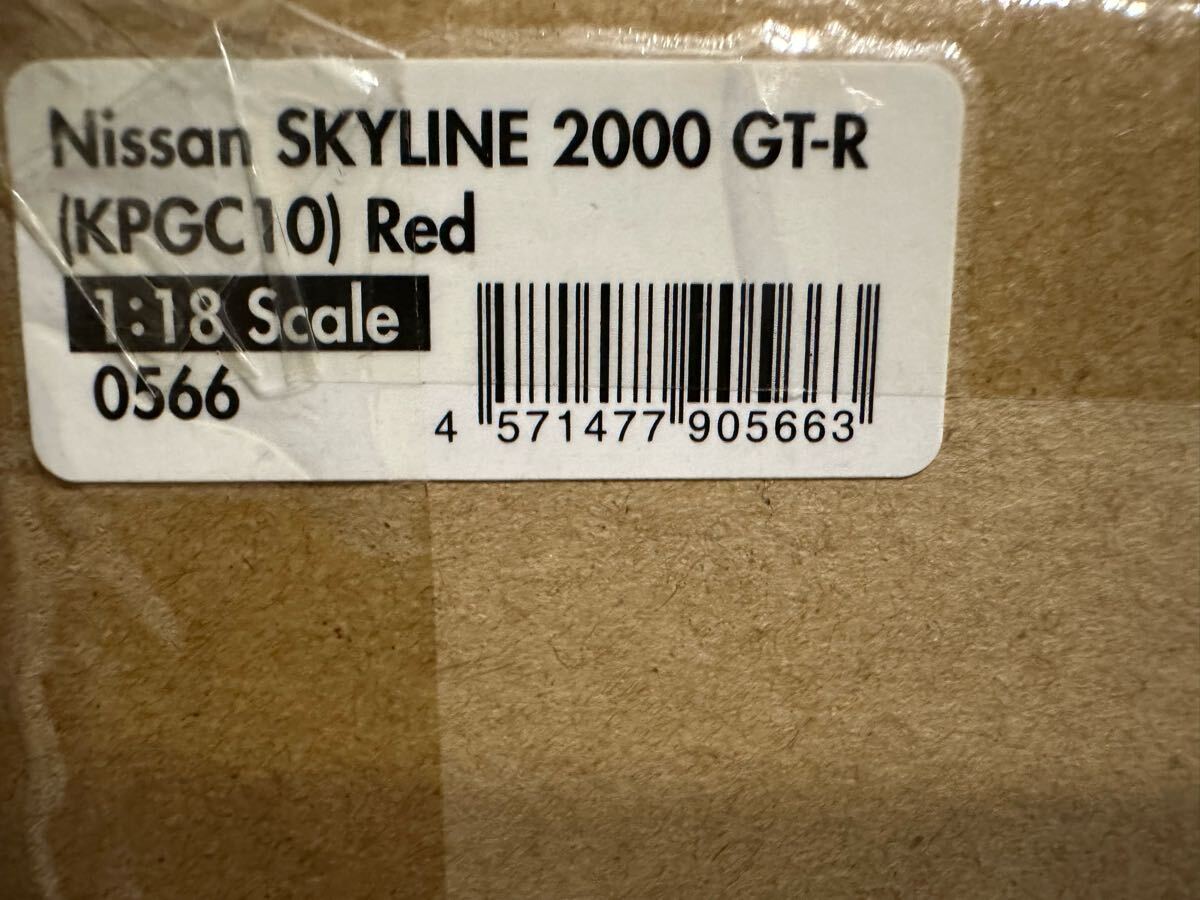 Nissan SKYLINE 2000 GT-R
(KPGC10) Red
1:18 Scale
0566
4 571477 905663